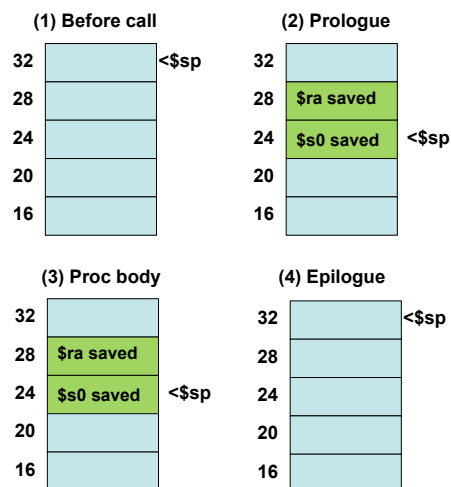 (1) Before call
32 <$sp
28
24
20
16
(2) Prologue
32
28 $ra saved
24 $s0 saved <$sp
20
16
(3) Proc body
32
28 $ra saved
24 $s0 saved <$sp
20
16
(4) Epilogue
32 <$sp
28
24
20
16